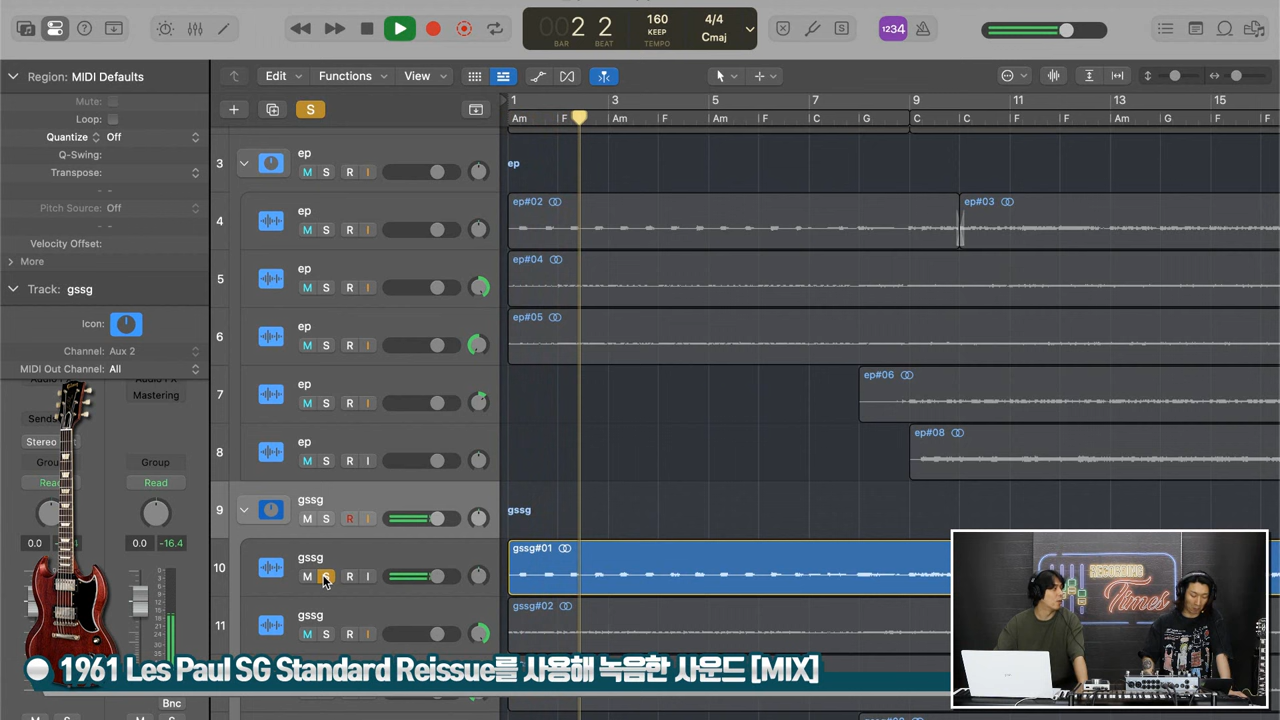 2 2
BAR BEAT
160
KEEP
TEMPO
4/4
Cmaj
1234
Region: MIDI Defaults
Mute:
Loop:
Quantize Off
Q-Swing:
Transpose:
Pitch Source: Off
Velocity Offset:
More
Track: gssg
Icon:
Channel: Aux 2
MIDI Out Channel: All
Audio FX
Mastering
Sends
Stereo
Group
Read
Group
Read
0.0
0.0 -16.4
Bnc
M S M S
Edit Functions View
S
1 3 5 7 9 11 13 15
Am F Am F Am F C G C C F F Am G F F
3 ep M S R I
4 ep M S R I
5 ep M S R I
6 ep M S R I
7 ep M S R I
8 ep M S R I
9 gssg M S R I
10 gssg M R I
11 gssg M S R I
ep
ep#02
ep#03
ep#04
ep#05
ep#06
ep#08
gssg
gssg#01
gssg#02
RECORDING
Times
1961 Les Paul SG Standard Reissue를 사용해 녹음한 사운드 [MIX]